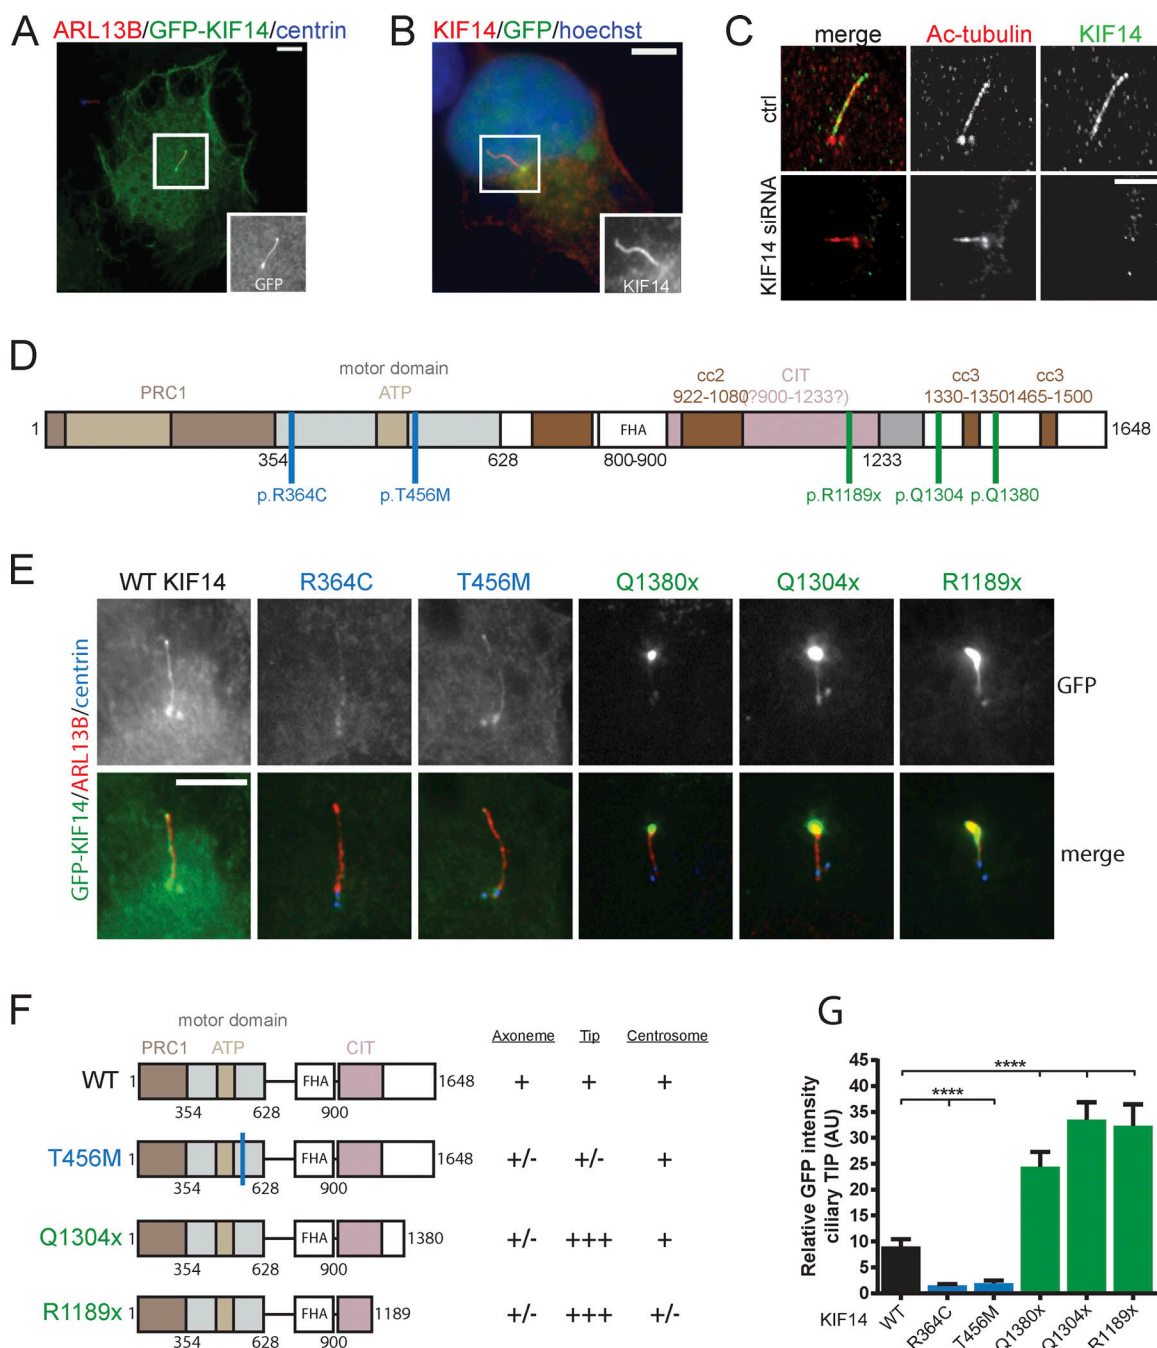 A
ARL13B/GFP-KIF14/centrin
GFP
B
KIF14/GFP/hoechst
KIF14
C
merge
Ac-tubulin
KIF14
ctrl
KIF14 siRNA
D
motor domain
cc2
CIT
cc3
cc3
PRC1
ATP
922-1080
(?900-1233?)
1330-1350
1465-1500
1
FHA
1648
354
628
800-900
1233
p.R364C
p.T456M
p.R1189x
p.Q1304
p.Q1380
E
WT KIF14
R364C
T456M
Q1380x
Q1304x
R1189x
GFP-KIF14/ARL13B/centrin
GFP
merge
F
motor domain
PRC1
ATP
CIT
Axoneme
Tip
Centrosome
WT
1
FHA
1648
+
+
+
354
628
900
T456M
1
FHA
1648
+/-
+/-
+
354
628
900
Q1304x
1
FHA
1380
+/-
+++
+
354
628
900
R1189x
1
FHA
1189
+/-
+++
+/-
354
628
900
G
Relative GFP intensity
ciliary TIP (AU)
45
40
35
30
25
20
15
10
5
0
****
****
KIF14
WT
R364C
T456M
Q1380x
Q1304x
R1189x